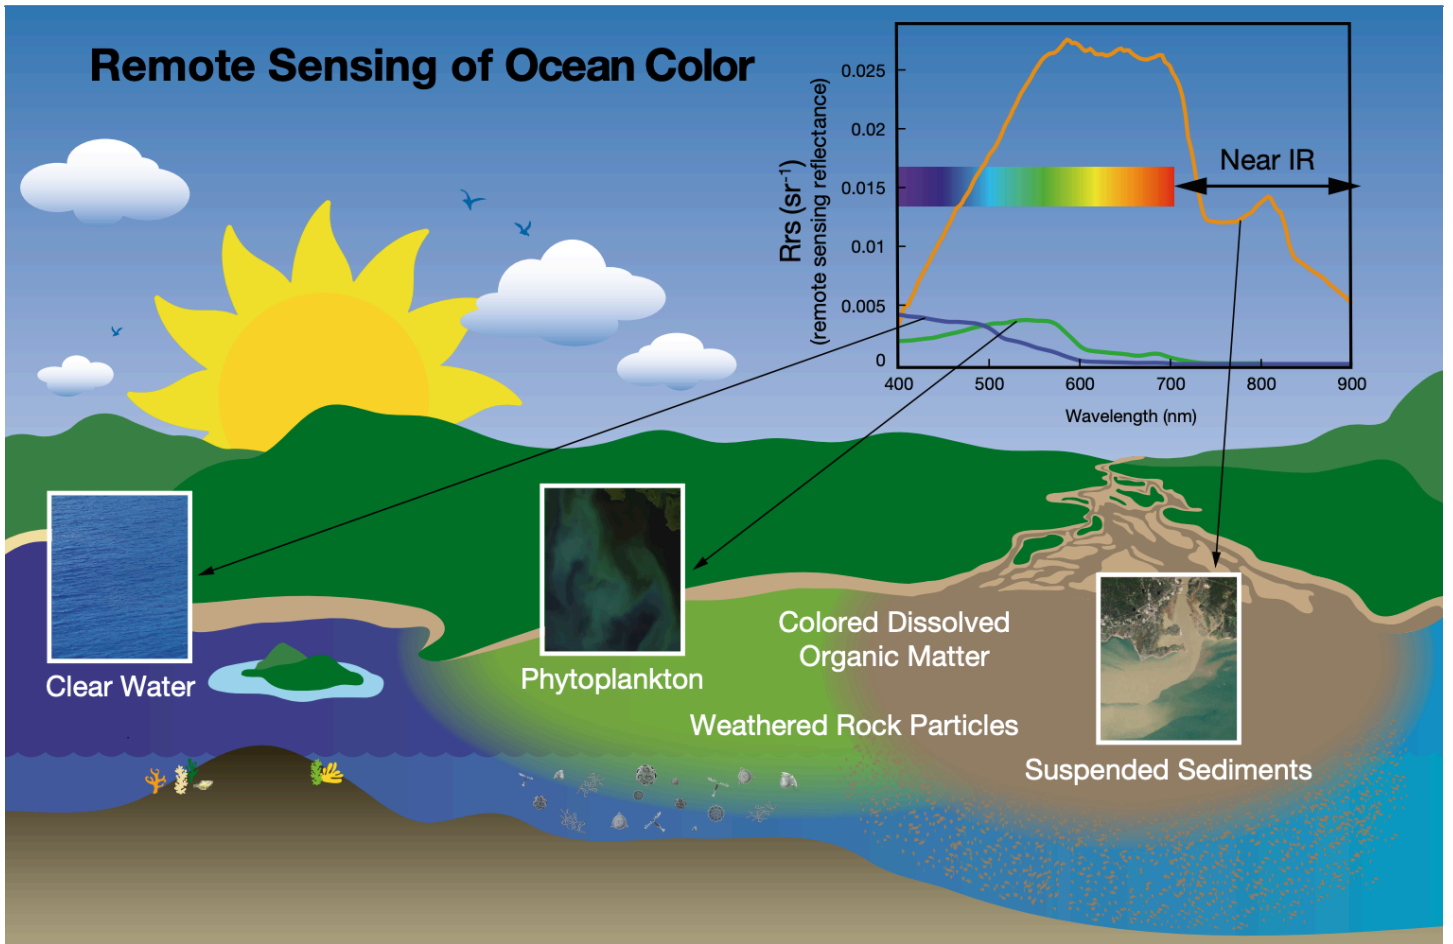 Remote Sensing of Ocean Color
Rrs (sr⁻¹)
(remote sensing reflectance)
0.025
0.02
0.015
0.01
0.005
0
Near IR
400
500
600
700
800
900
Wavelength (nm)
Clear Water
Phytoplankton
Colored Dissolved
Organic Matter
Weathered Rock Particles
Suspended Sediments